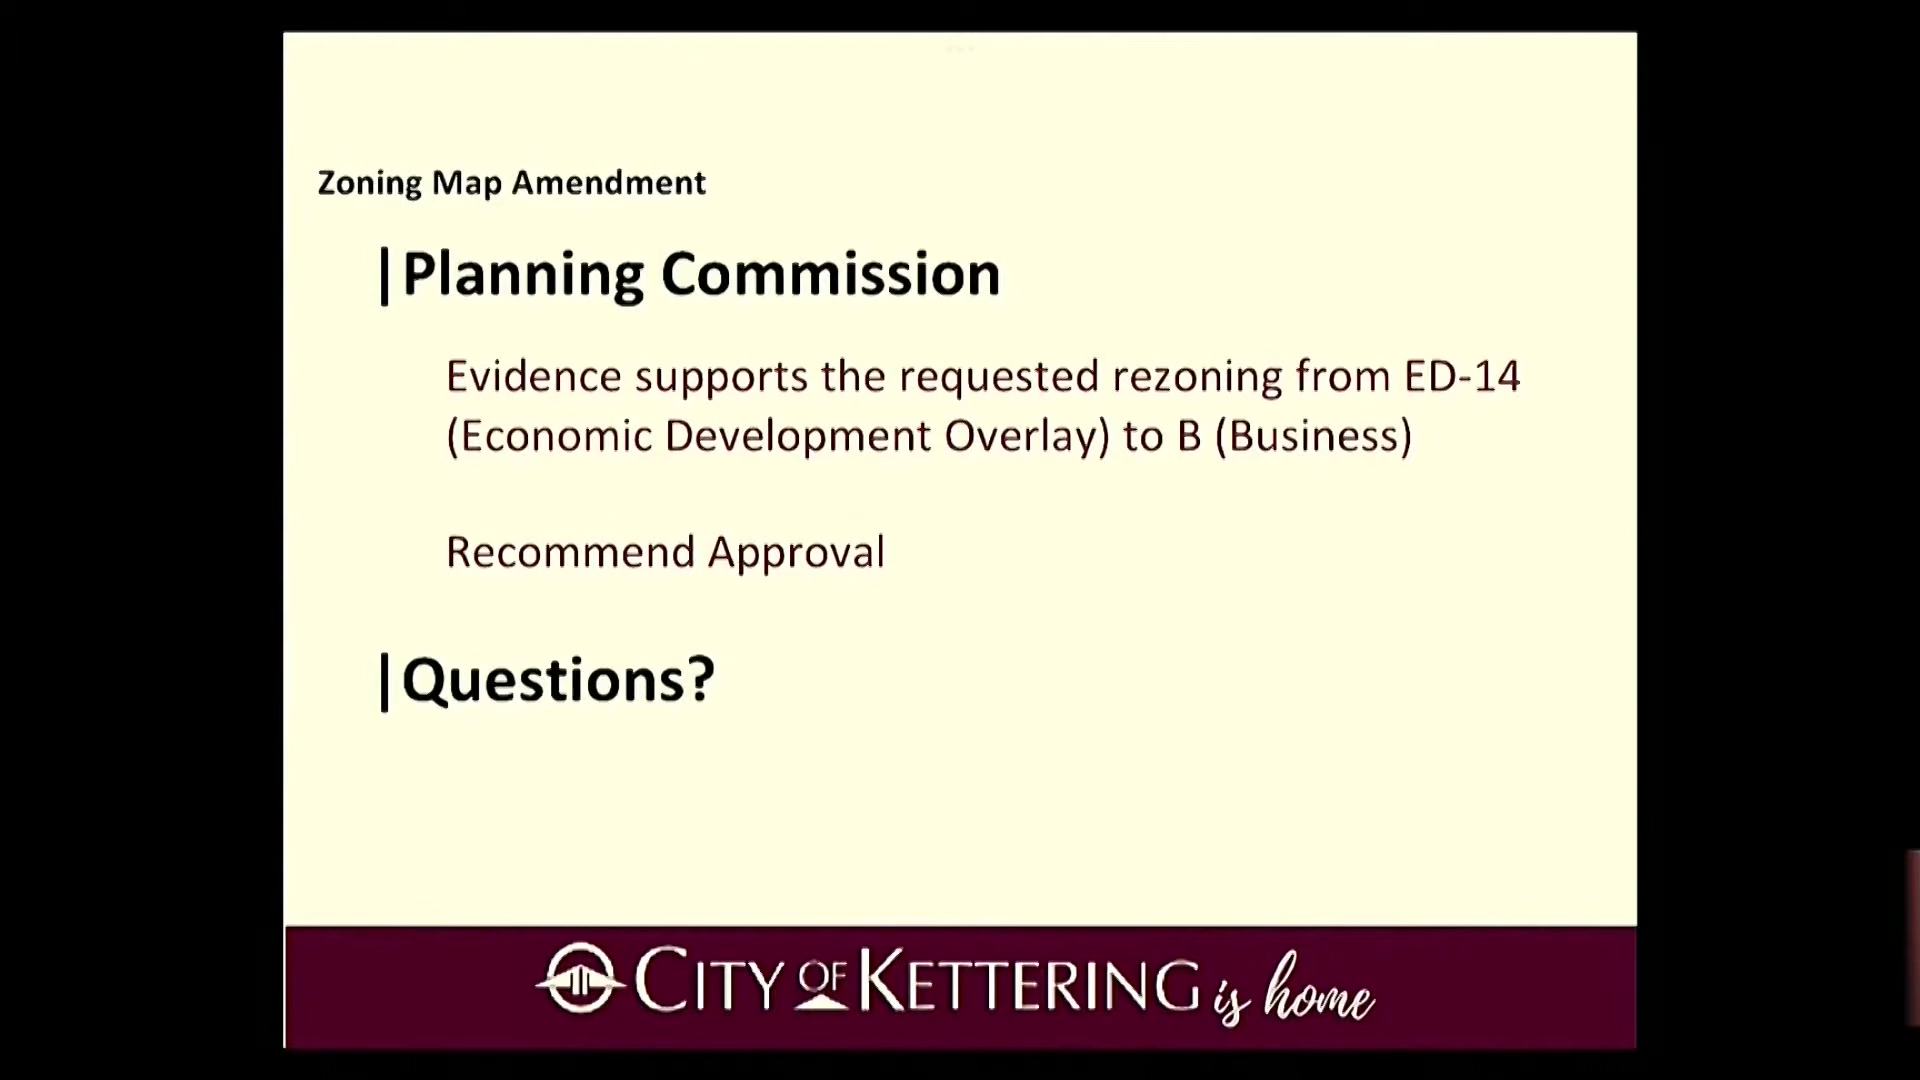 Zoning Map Amendment
|Planning Commission
Evidence supports the requested rezoning from ED-14
(Economic Development Overlay) to B (Business)
Recommend Approval
|Questions?
CITY OF KETTERING is home